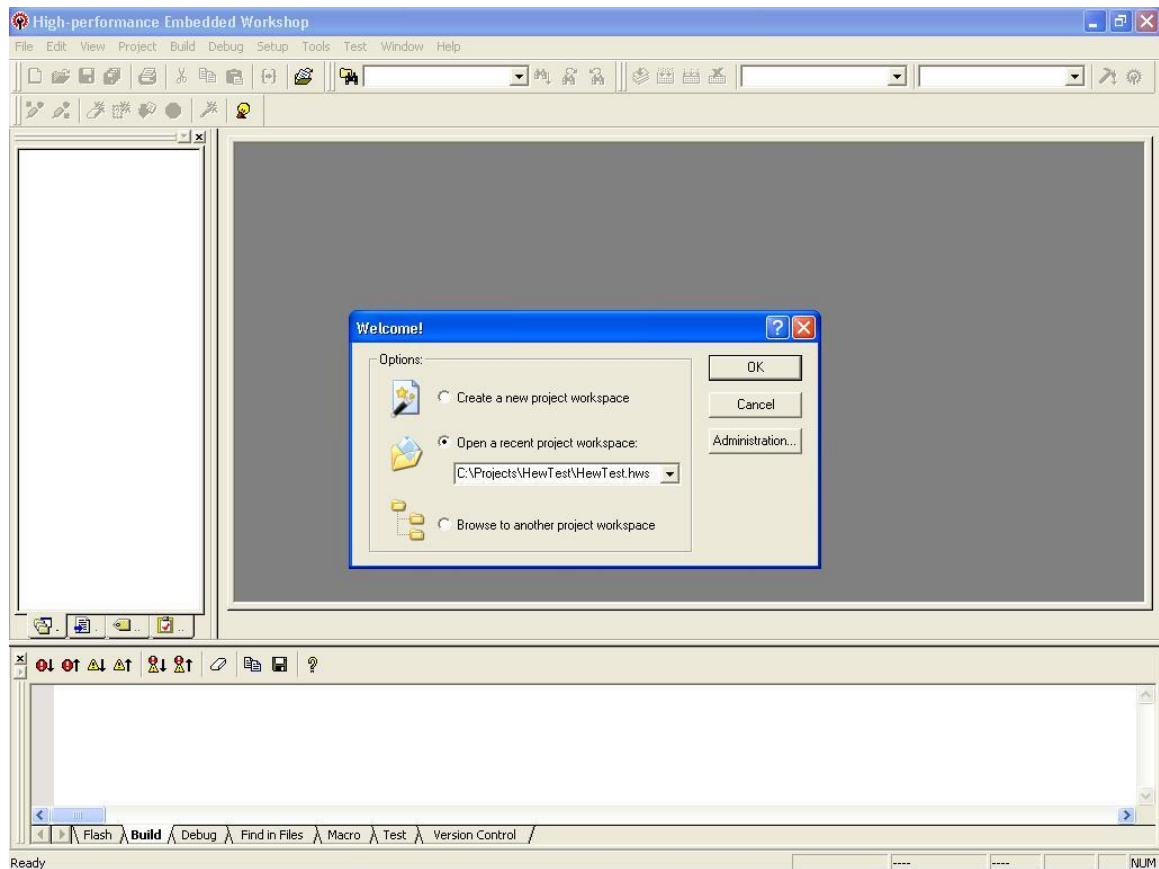 High-performance Embedded Workshop
File Edit View Project Build Debug Setup Tools Test Window Help
Welcome!
Options:
Create a new project workspace
Open a recent project workspace:
C:\Projects\HewTest\HewTest.hws
Browse to another project workspace
OK
Cancel
Administration...
Flash Build Debug Find in Files Macro Test Version Control
Ready ---- ---- NUM